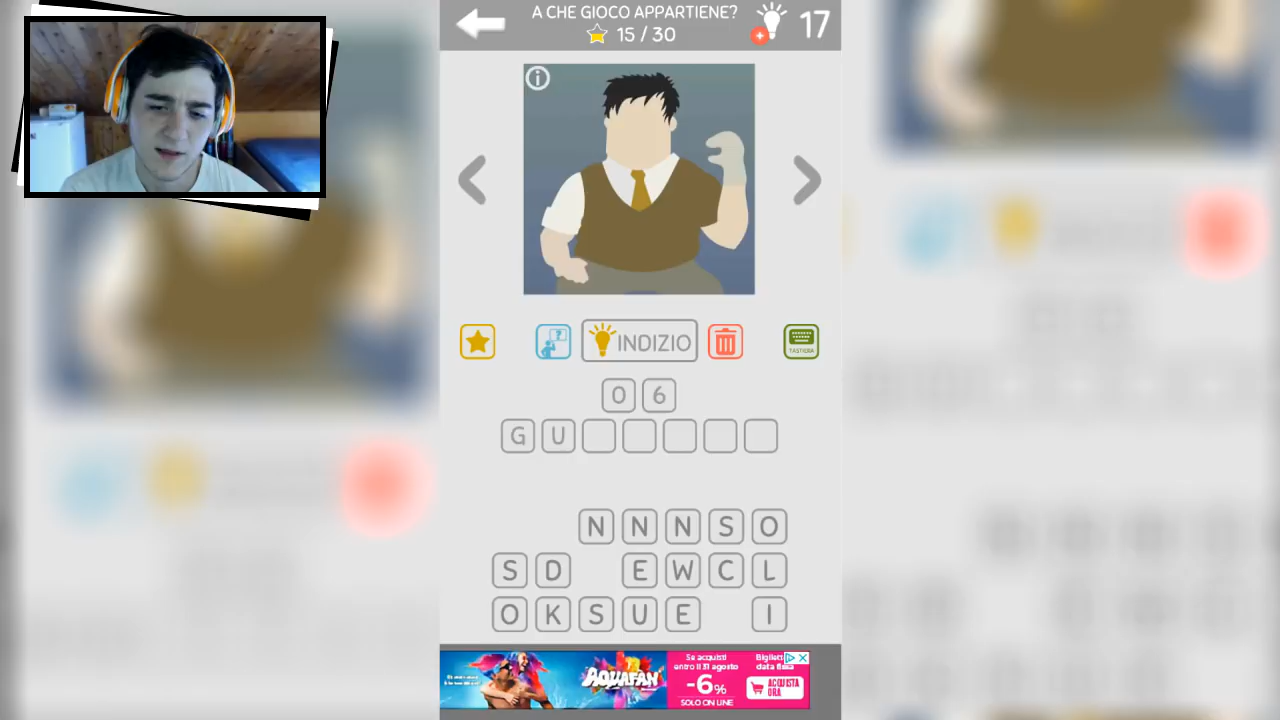 A CHE GIOCO APPARTIENE?
15 / 30
17
INDIZIO
TASTIERA
0 6
G U
N N N S O
S D E W C L
O K S U E I
AQUAFAN
Se acquisti
entro il 31 agosto
-6%
SOLO ON LINE
Bigliett
data fissa
ACQUISTA
ORA